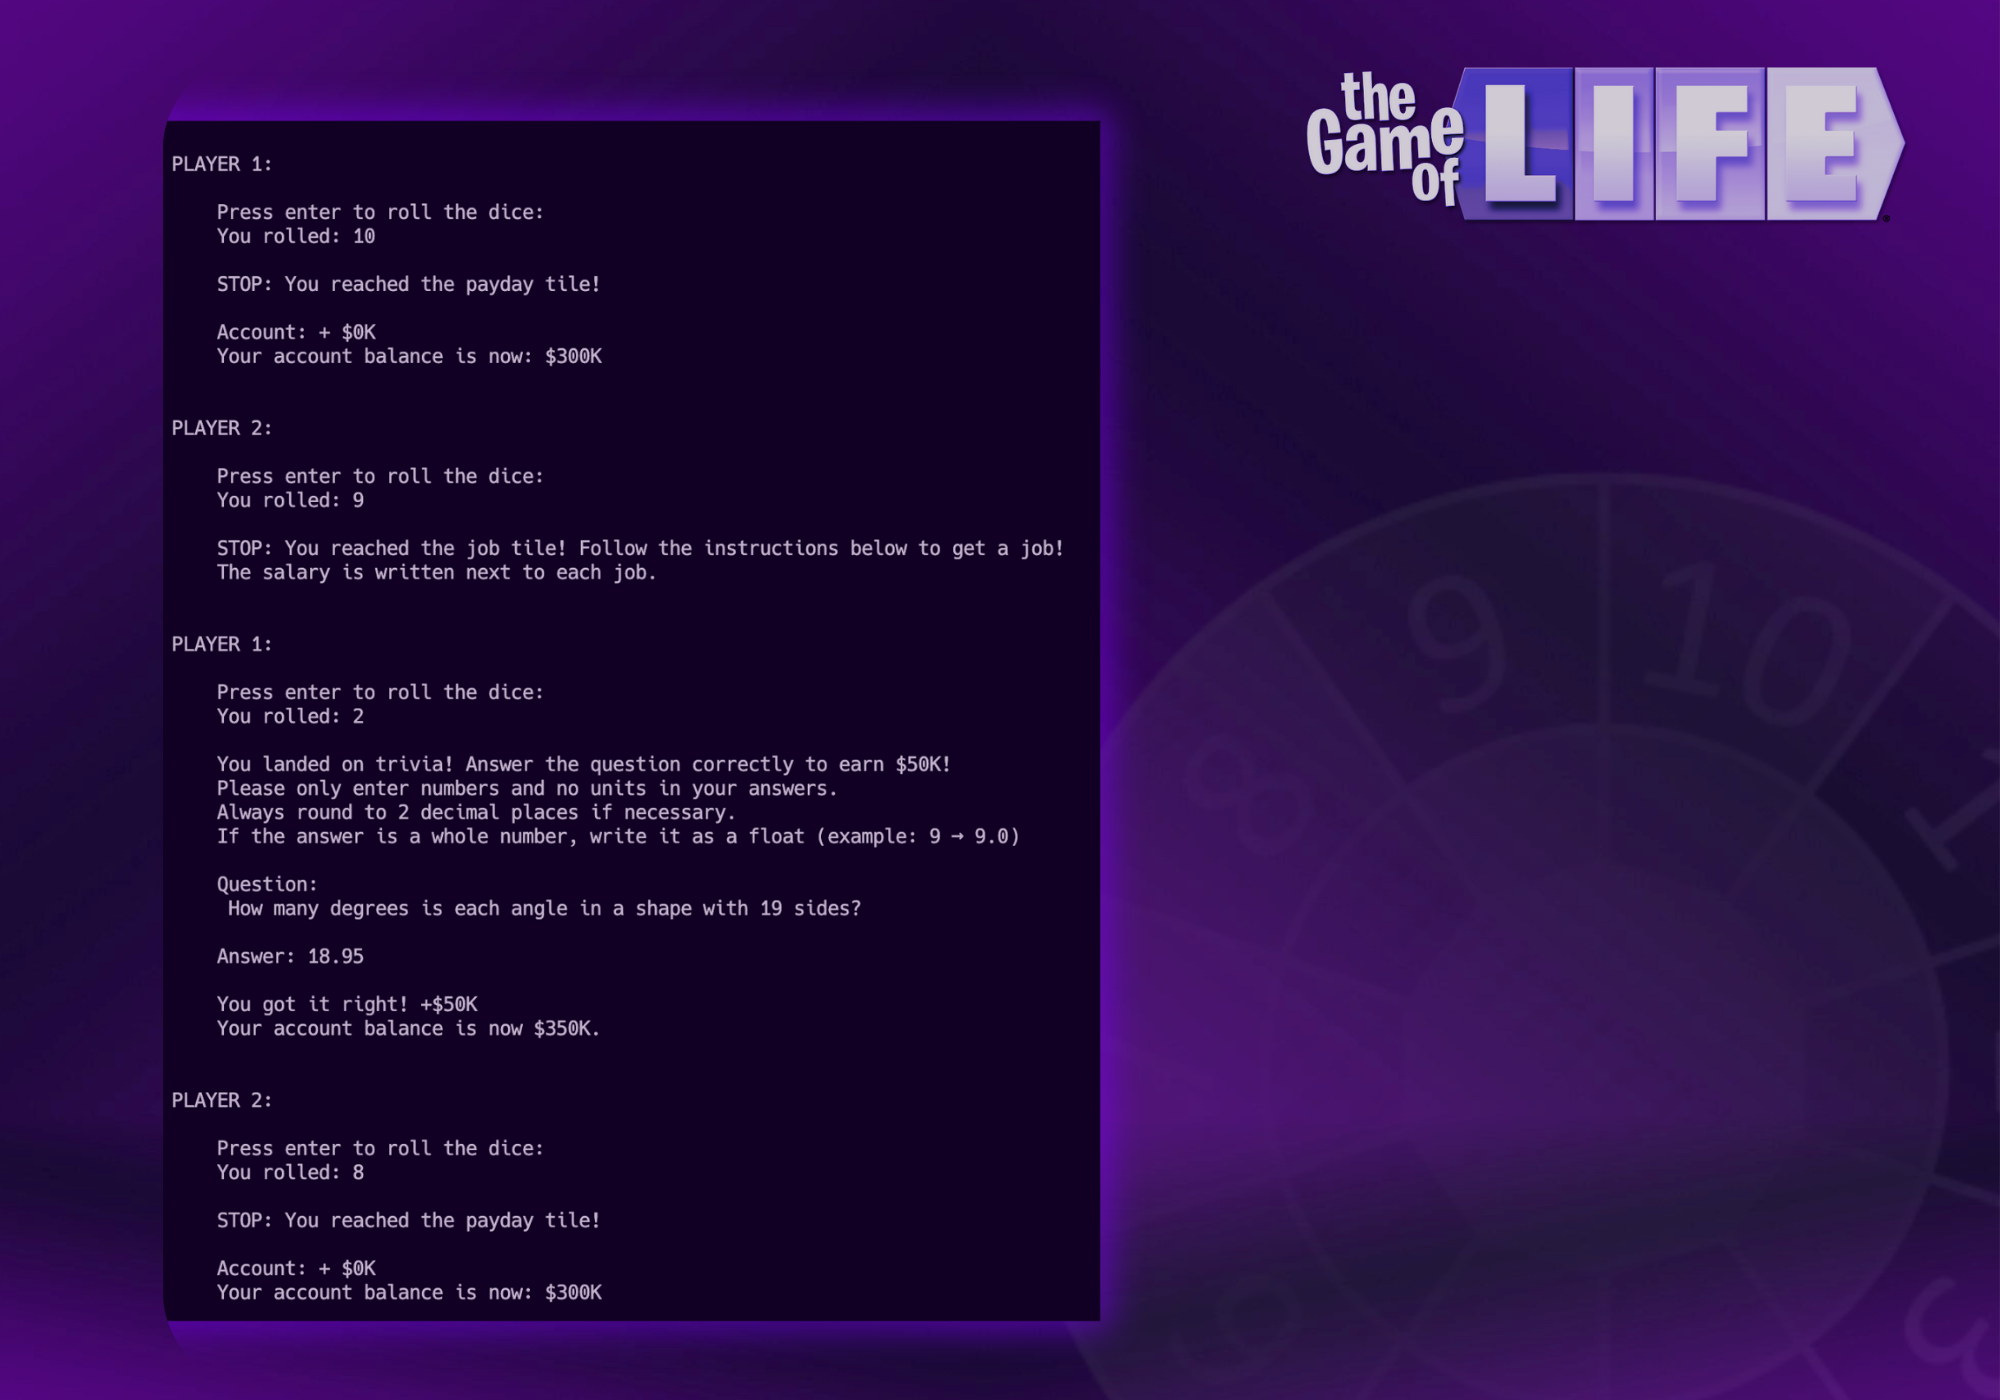 the
Game
of
LIFE
PLAYER 1:
Press enter to roll the dice:
You rolled: 10
STOP: You reached the payday tile!
Account: + $0K
Your account balance is now: $300K
PLAYER 2:
Press enter to roll the dice:
You rolled: 9
STOP: You reached the job tile! Follow the instructions below to get a job!
The salary is written next to each job.
PLAYER 1:
Press enter to roll the dice:
You rolled: 2
You landed on trivia! Answer the question correctly to earn $50K!
Please only enter numbers and no units in your answers.
Always round to 2 decimal places if necessary.
If the answer is a whole number, write it as a float (example: 9 → 9.0)
Question:
How many degrees is each angle in a shape with 19 sides?
Answer: 18.95
You got it right! +$50K
Your account balance is now $350K.
PLAYER 2:
Press enter to roll the dice:
You rolled: 8
STOP: You reached the payday tile!
Account: + $0K
Your account balance is now: $300K
8
9
10
1
3